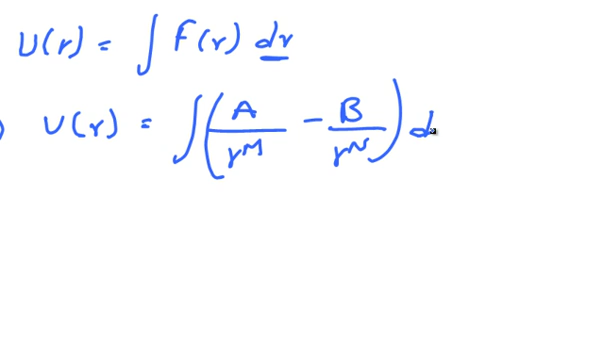 U(r) = ∫ F(r) dr
) U(r) = ∫ (A/r^M - B/r^N) d